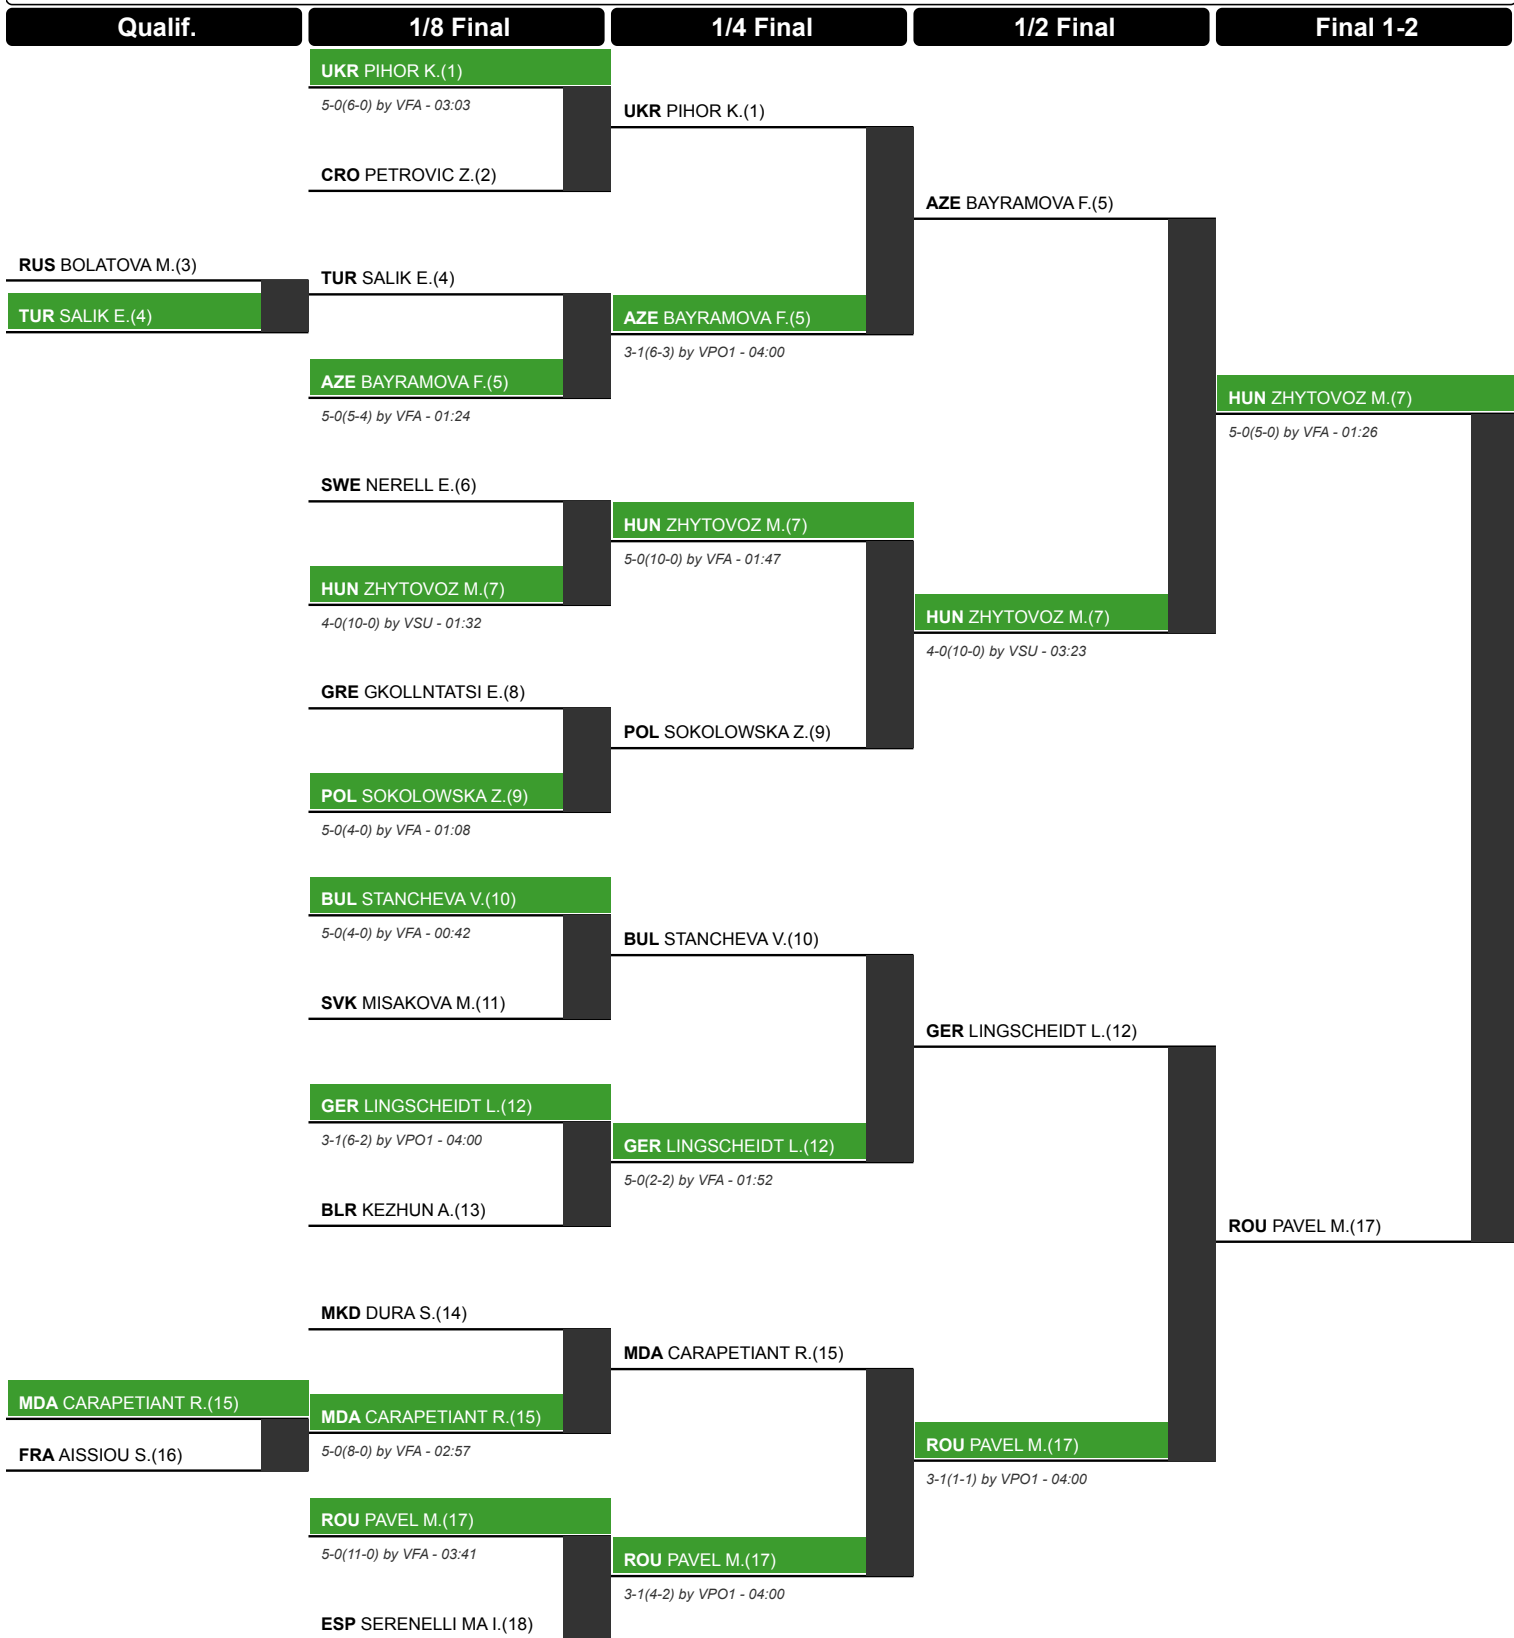 Qualif.
1/8 Final
1/4 Final
1/2 Final
Final 1-2
RUS BOLATOVA M.(3)
TUR SALIK E.(4)
MDA CARAPETIANT R.(15)
FRA AISSIOU S.(16)
UKR PIHOR K.(1)
5-0(6-0) by VFA - 03:03
CRO PETROVIC Z.(2)
TUR SALIK E.(4)
AZE BAYRAMOVA F.(5)
5-0(5-4) by VFA - 01:24
SWE NERELL E.(6)
HUN ZHYTOVOZ M.(7)
4-0(10-0) by VSU - 01:32
GRE GKOLLNTATSI E.(8)
POL SOKOLOWSKA Z.(9)
5-0(4-0) by VFA - 01:08
BUL STANCHEVA V.(10)
5-0(4-0) by VFA - 00:42
SVK MISAKOVA M.(11)
GER LINGSCHEIDT L.(12)
3-1(6-2) by VPO1 - 04:00
BLR KEZHUN A.(13)
MKD DURA S.(14)
MDA CARAPETIANT R.(15)
5-0(8-0) by VFA - 02:57
ROU PAVEL M.(17)
5-0(11-0) by VFA - 03:41
ESP SERENELLI MA I.(18)
UKR PIHOR K.(1)
AZE BAYRAMOVA F.(5)
3-1(6-3) by VPO1 - 04:00
HUN ZHYTOVOZ M.(7)
5-0(10-0) by VFA - 01:47
POL SOKOLOWSKA Z.(9)
BUL STANCHEVA V.(10)
GER LINGSCHEIDT L.(12)
5-0(2-2) by VFA - 01:52
MDA CARAPETIANT R.(15)
ROU PAVEL M.(17)
3-1(4-2) by VPO1 - 04:00
AZE BAYRAMOVA F.(5)
HUN ZHYTOVOZ M.(7)
4-0(10-0) by VSU - 03:23
GER LINGSCHEIDT L.(12)
ROU PAVEL M.(17)
3-1(1-1) by VPO1 - 04:00
HUN ZHYTOVOZ M.(7)
5-0(5-0) by VFA - 01:26
ROU PAVEL M.(17)